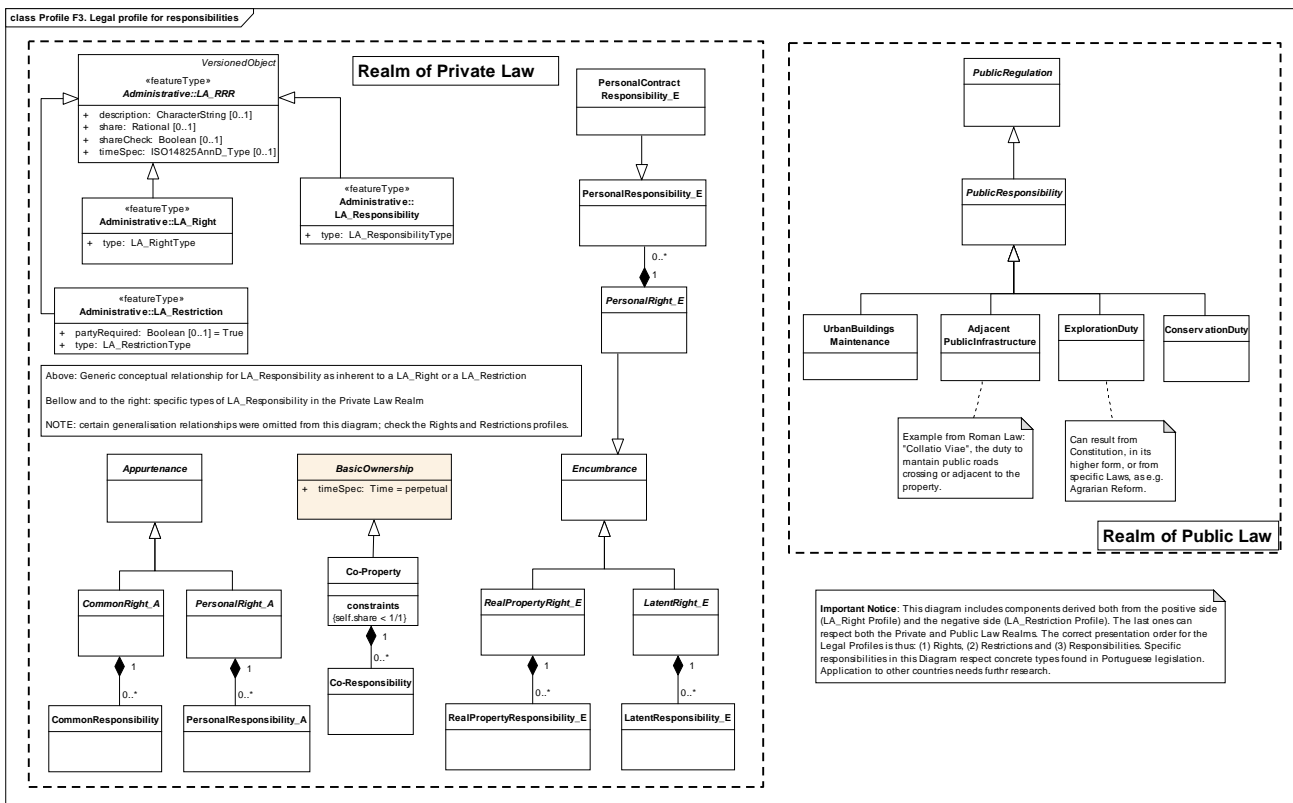 class Profile F3. Legal profile for responsibilities
Realm of Private Law
VersionedObject
«featureType»
Administrative::LA_RRR
+ description: CharacterString [0..1]
+ share: Rational [0..1]
+ shareCheck: Boolean [0..1]
+ timeSpec: ISO14825AnnD_Type [0..1]
«featureType»
Administrative::LA_Right
+ type: LA_RightType
«featureType»
Administrative::
LA_Responsibility
+ type: LA_ResponsibilityType
«featureType»
Administrative::LA_Restriction
+ partyRequired: Boolean [0..1] = True
+ type: LA_RestrictionType
PersonalContract
Responsibility_E
PersonalResponsibility_E
0..*
1
PersonalRight_E
Above: Generic conceptual relationship for LA_Responsibility as inherent to a LA_Right or a LA_Restriction
Bellow and to the right: specific types of LA_Responsibility in the Private Law Realm
NOTE: certain generalisation relationships were omitted from this diagram; check the Rights and Restrictions profiles.
Appurtenance
BasicOwnership
+ timeSpec: Time = perpetual
Encumbrance
CommonRight_A
PersonalRight_A
Co-Property
constraints
{self.share < 1/1}
RealPropertyRight_E
LatentRight_E
1
1
1
1
1
0..*
0..*
0..*
0..*
0..*
CommonResponsibility
PersonalResponsibility_A
Co-Responsibility
RealPropertyResponsibility_E
LatentResponsibility_E
PublicRegulation
PublicResponsibility
UrbanBuildings
Maintenance
Adjacent
PublicInfrastructure
ExplorationDuty
ConservationDuty
Example from Roman Law:
"Collatio Viae", the duty to
mantain public roads
crossing or adjacent to the
property.
Can result from
Constitution, in its
higher form, or from
specific Laws, as e.g.
Agrarian Reform.
Realm of Public Law
Important Notice: This diagram includes components derived both from the positive side
(LA_Right Profile) and the negative side (LA_Restriction Profile). The last ones can
respect both the Private and Public Law Realms. The correct presentation order for the
Legal Profiles is thus: (1) Rights, (2) Restrictions and (3) Responsibilities. Specific
responsibilities in this Diagram respect concrete types found in Portuguese legislation.
Application to other countries needs furthr research.